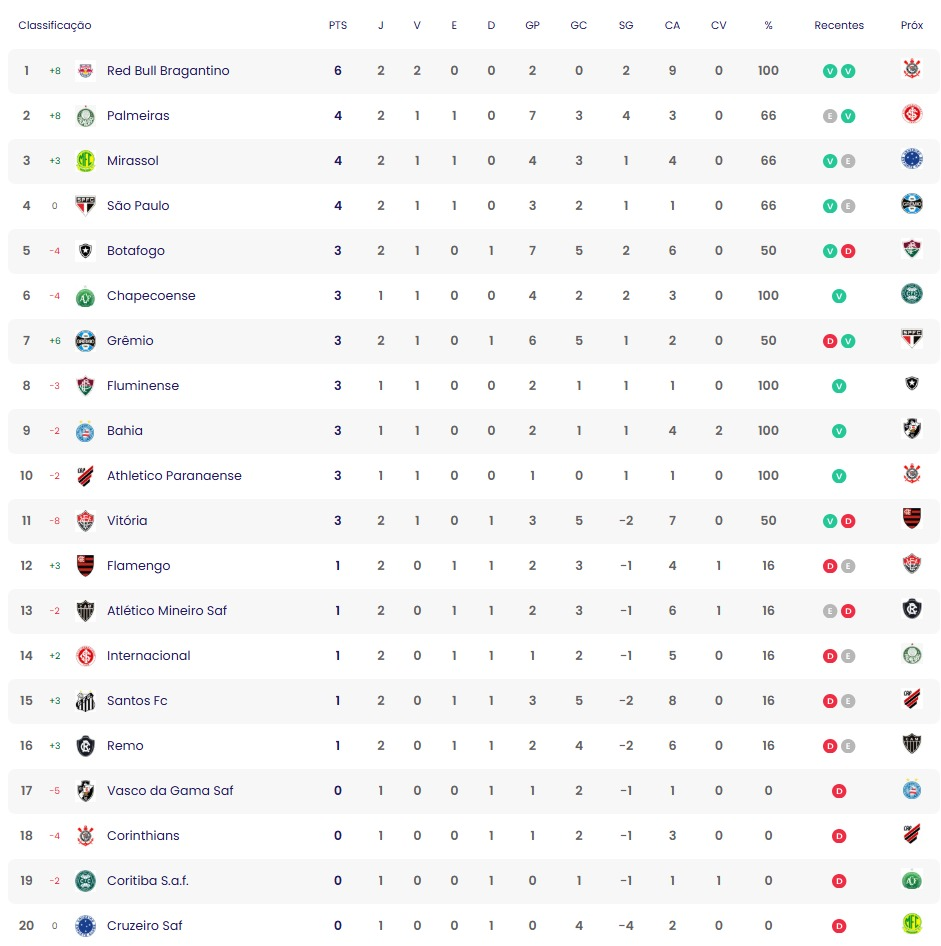 Classificação PTS J V E D GP GC SG CA CV % Recentes Próx
1 +8 Red Bull Bragantino 6 2 2 0 0 2 0 2 9 0 100 V V
2 +8 Palmeiras 4 2 1 1 0 7 3 4 3 0 66 E V
3 +3 Mirassol 4 2 1 1 0 4 3 1 4 0 66 V E
4 0 São Paulo 4 2 1 1 0 3 2 1 1 0 66 V E
5 -4 Botafogo 3 2 1 0 1 7 5 2 6 0 50 V D
6 -4 Chapecoense 3 1 1 0 0 4 2 2 3 0 100 V
7 +6 Grêmio 3 2 1 0 1 6 5 1 2 0 50 D V
8 -3 Fluminense 3 1 1 0 0 2 1 1 1 0 100 V
9 -2 Bahia 3 1 1 0 0 2 1 1 4 2 100 V
10 -2 Athletico Paranaense 3 1 1 0 0 1 0 1 1 0 100 V
11 -8 Vitória 3 2 1 0 1 3 5 -2 7 0 50 V D
12 +3 Flamengo 1 2 0 1 1 2 3 -1 4 1 16 D E
13 -2 Atlético Mineiro Saf 1 2 0 1 1 2 3 -1 6 1 16 E D
14 +2 Internacional 1 2 0 1 1 1 2 -1 5 0 16 D E
15 +3 Santos Fc 1 2 0 1 1 3 5 -2 8 0 16 D E
16 +3 Remo 1 2 0 1 1 2 4 -2 6 0 16 D E
17 -5 Vasco da Gama Saf 0 1 0 0 1 1 2 -1 1 0 0 D
18 -4 Corinthians 0 1 0 0 1 1 2 -1 3 0 0 D
19 -2 Coritiba S.a.f. 0 1 0 0 1 0 1 -1 1 1 0 D
20 0 Cruzeiro Saf 0 1 0 0 1 0 4 -4 2 0 0 D